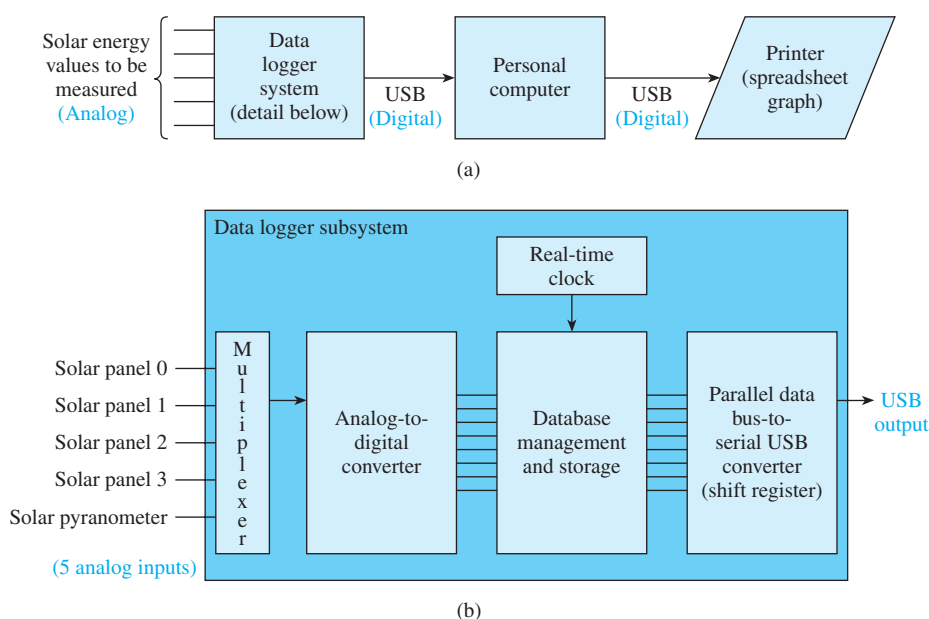 Solar energy
values to be
measured
(Analog)
Data
logger
system
(detail below)
USB
(Digital)
Personal
computer
USB
(Digital)
Printer
(spreadsheet
graph)
(a)
Data logger subsystem
Real-time
clock
Solar panel 0
Solar panel 1
Solar panel 2
Solar panel 3
Solar pyranometer
(5 analog inputs)
Multiplexer
Analog-to-
digital
converter
Database
management
and storage
Parallel data
bus-to-
serial USB
converter
(shift register)
USB
output
(b)